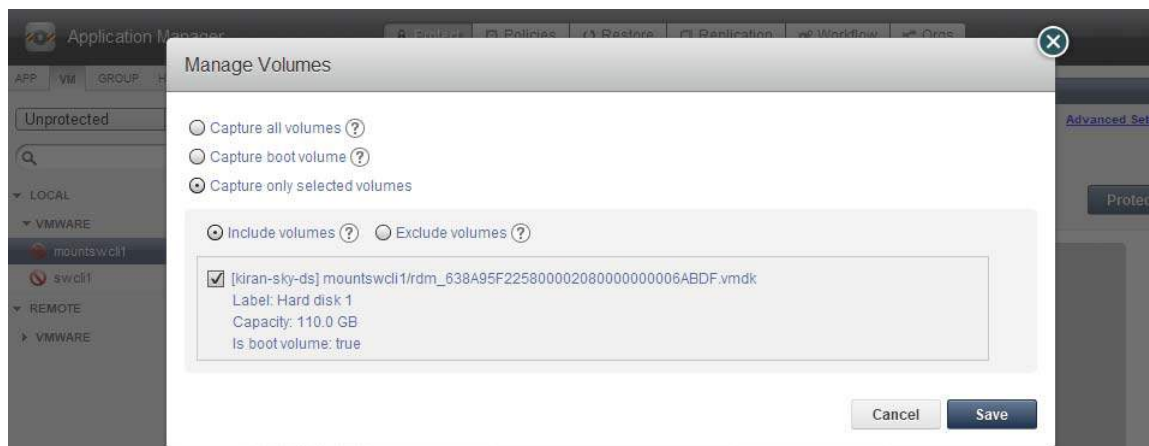 Application Manager
Protect
Policies
Restore
Replication
Workflow
Orgs
Manage Volumes
APP
VM
GROUP
H
Unprotected
Advanced Set
Capture all volumes ?
Capture boot volume ?
Capture only selected volumes
LOCAL
VMWARE
Protec
mountswcli1
swcli1
REMOTE
VMWARE
Include volumes ? Exclude volumes ?
[kiran-sky-ds] mountswcli1/rdm_638A95F225800002080000000006ABDF.vmdk
Label: Hard disk 1
Capacity: 110.0 GB
Is boot volume: true
Cancel
Save